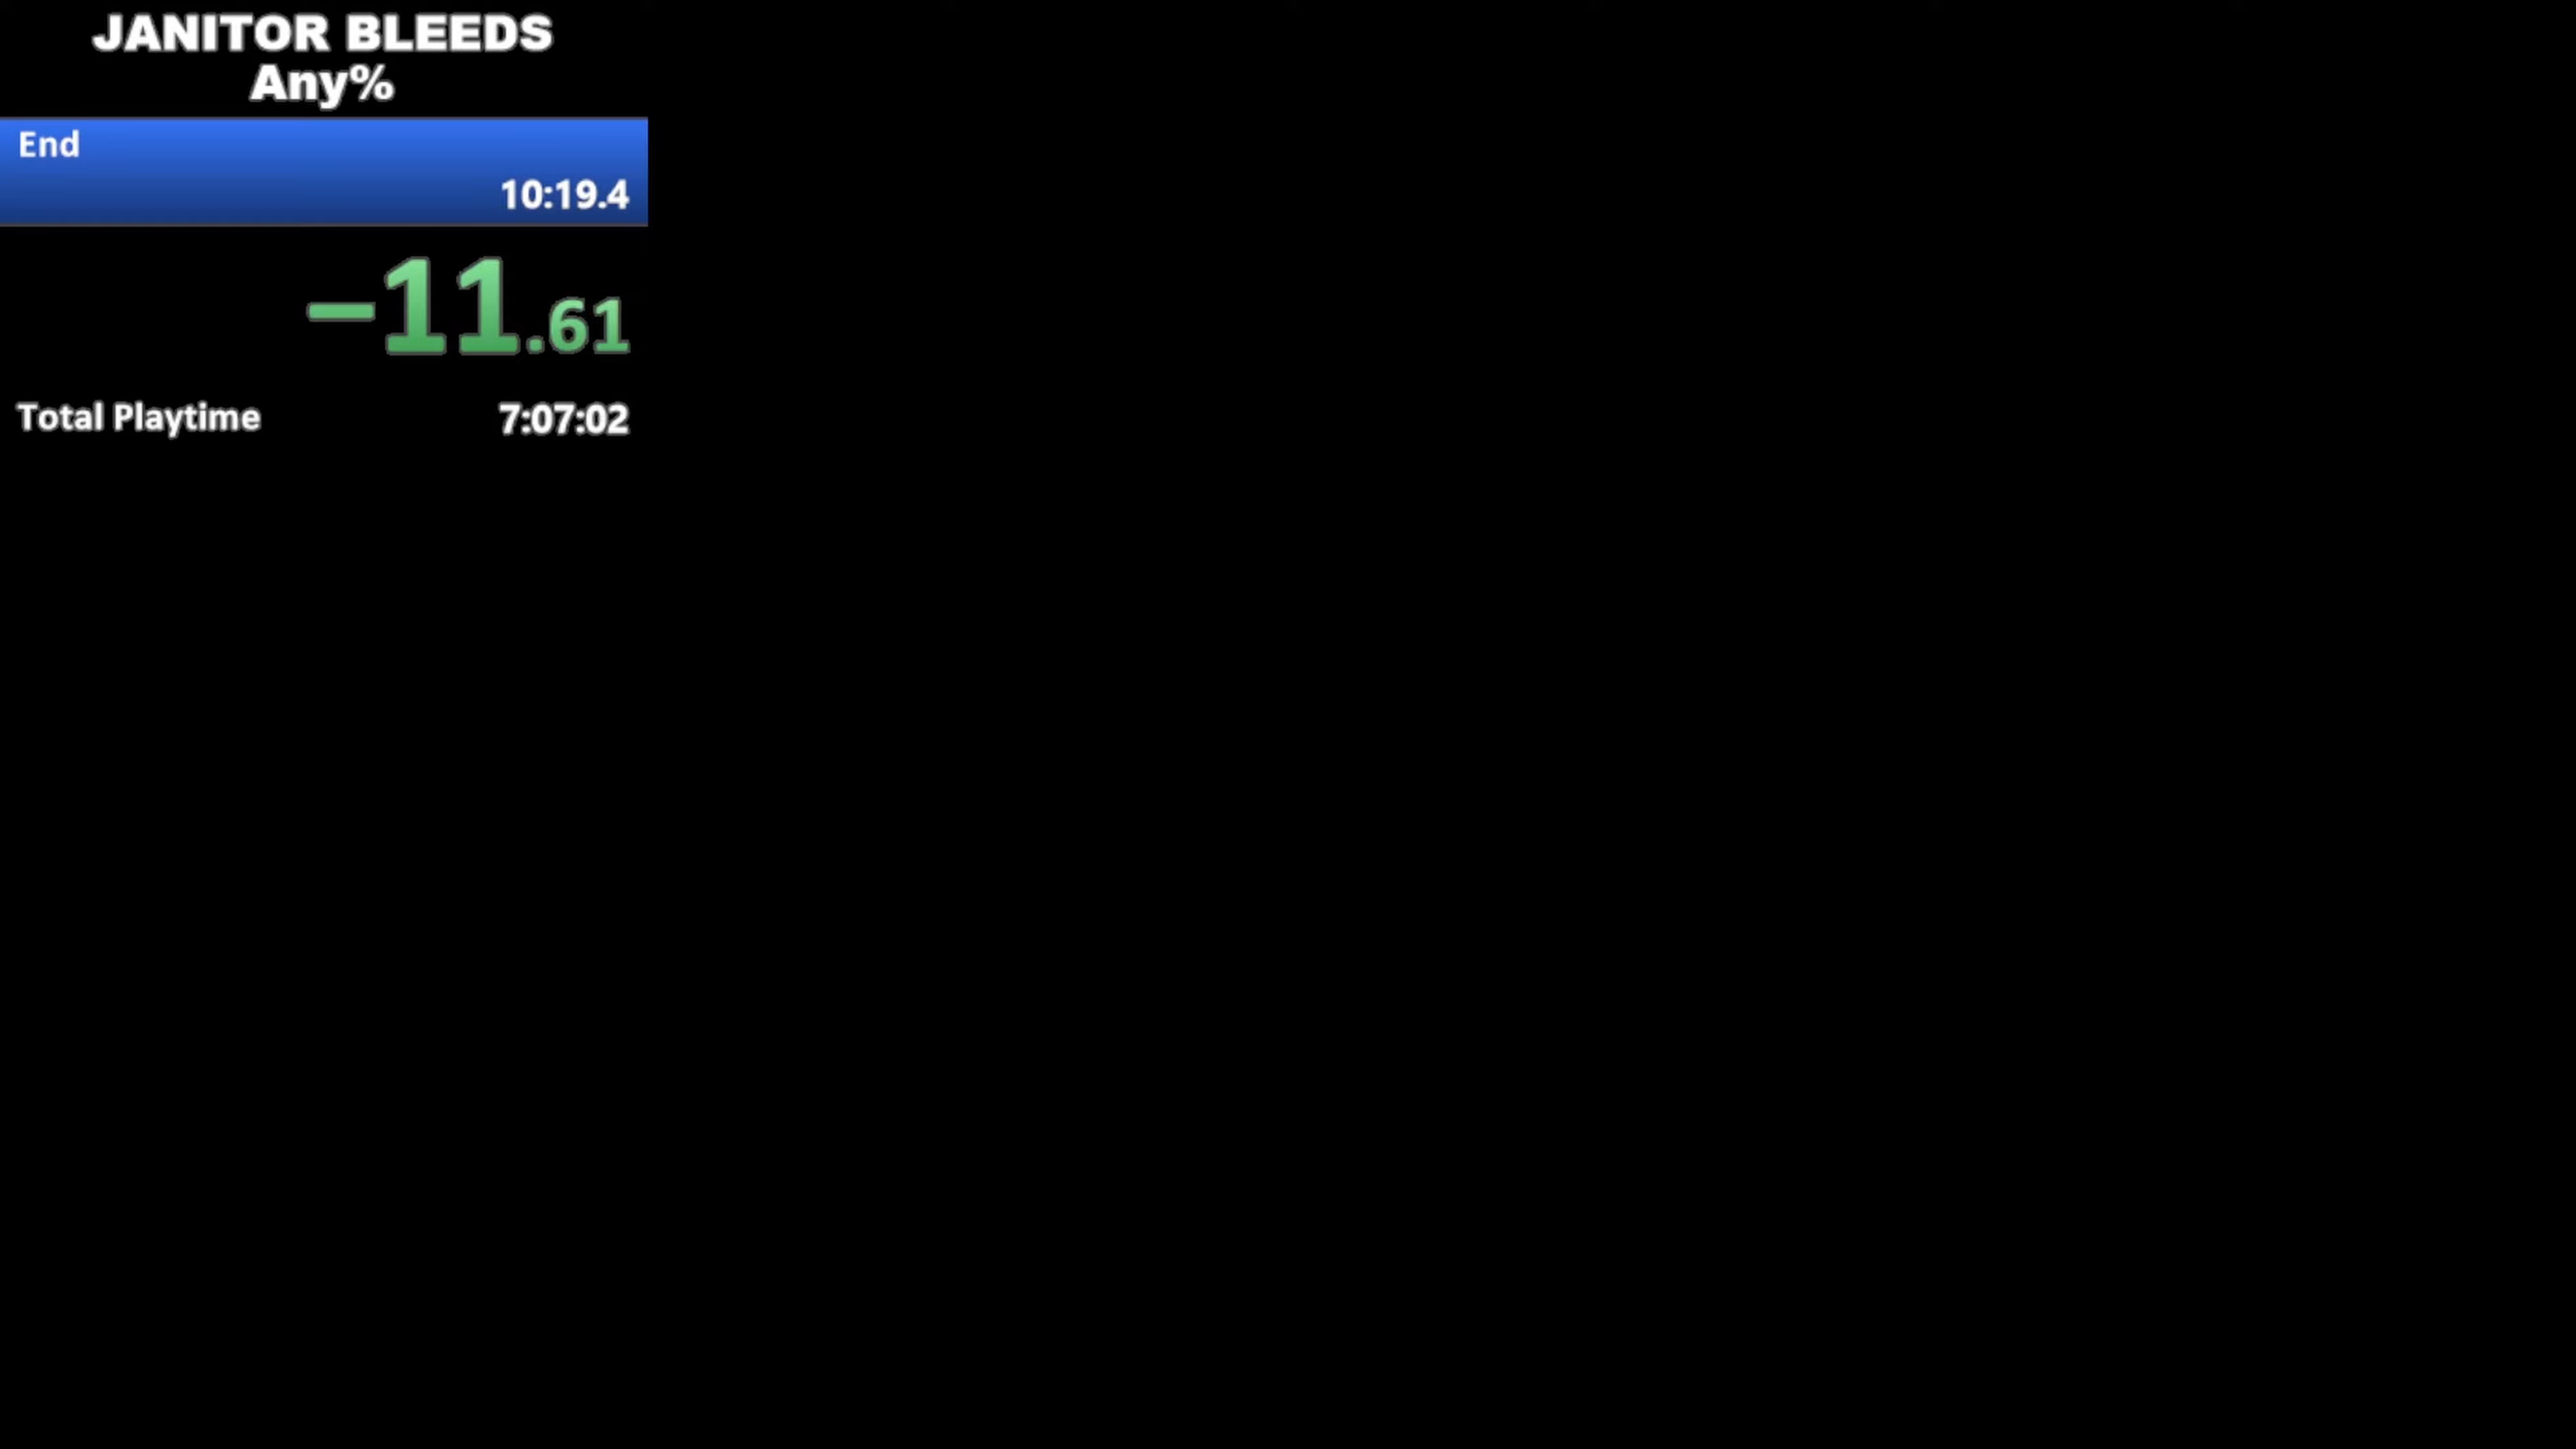 JANITOR BLEEDS
Any%
End
10:19.4
−11.61
Total Playtime 7:07:02